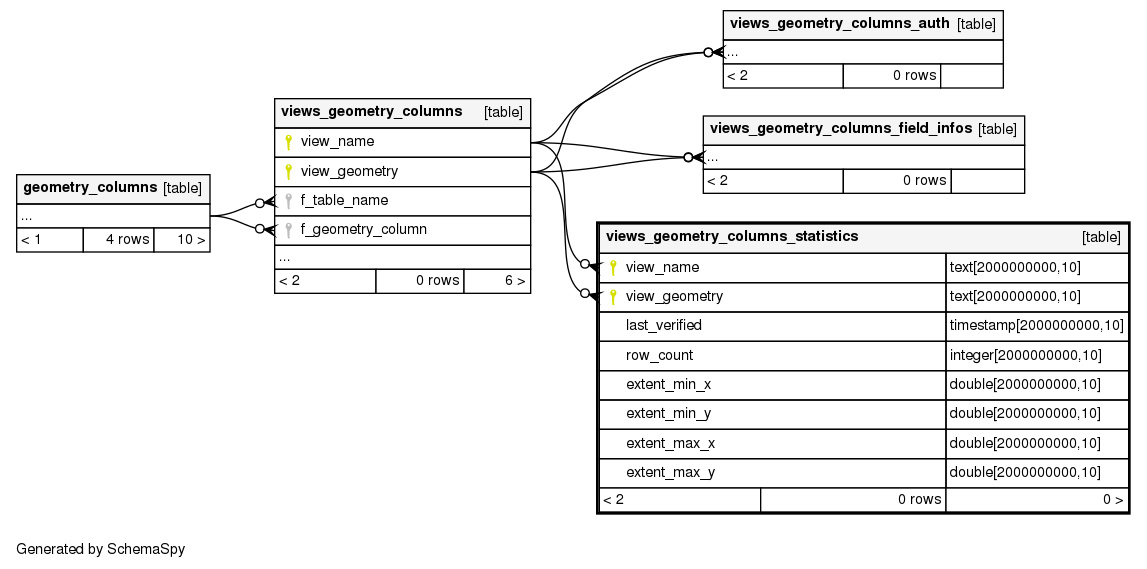 views_geometry_columns_auth [table]
...
< 2 0 rows
views_geometry_columns [table]
view_name
view_geometry
f_table_name
f_geometry_column
...
< 2 0 rows 6 >
views_geometry_columns_field_infos [table]
...
< 2 0 rows
geometry_columns [table]
...
< 1 4 rows 10 >
views_geometry_columns_statistics [table]
view_name text[2000000000,10]
view_geometry text[2000000000,10]
last_verified timestamp[2000000000,10]
row_count integer[2000000000,10]
extent_min_x double[2000000000,10]
extent_min_y double[2000000000,10]
extent_max_x double[2000000000,10]
extent_max_y double[2000000000,10]
< 2 0 rows 0 >
Generated by SchemaSpy